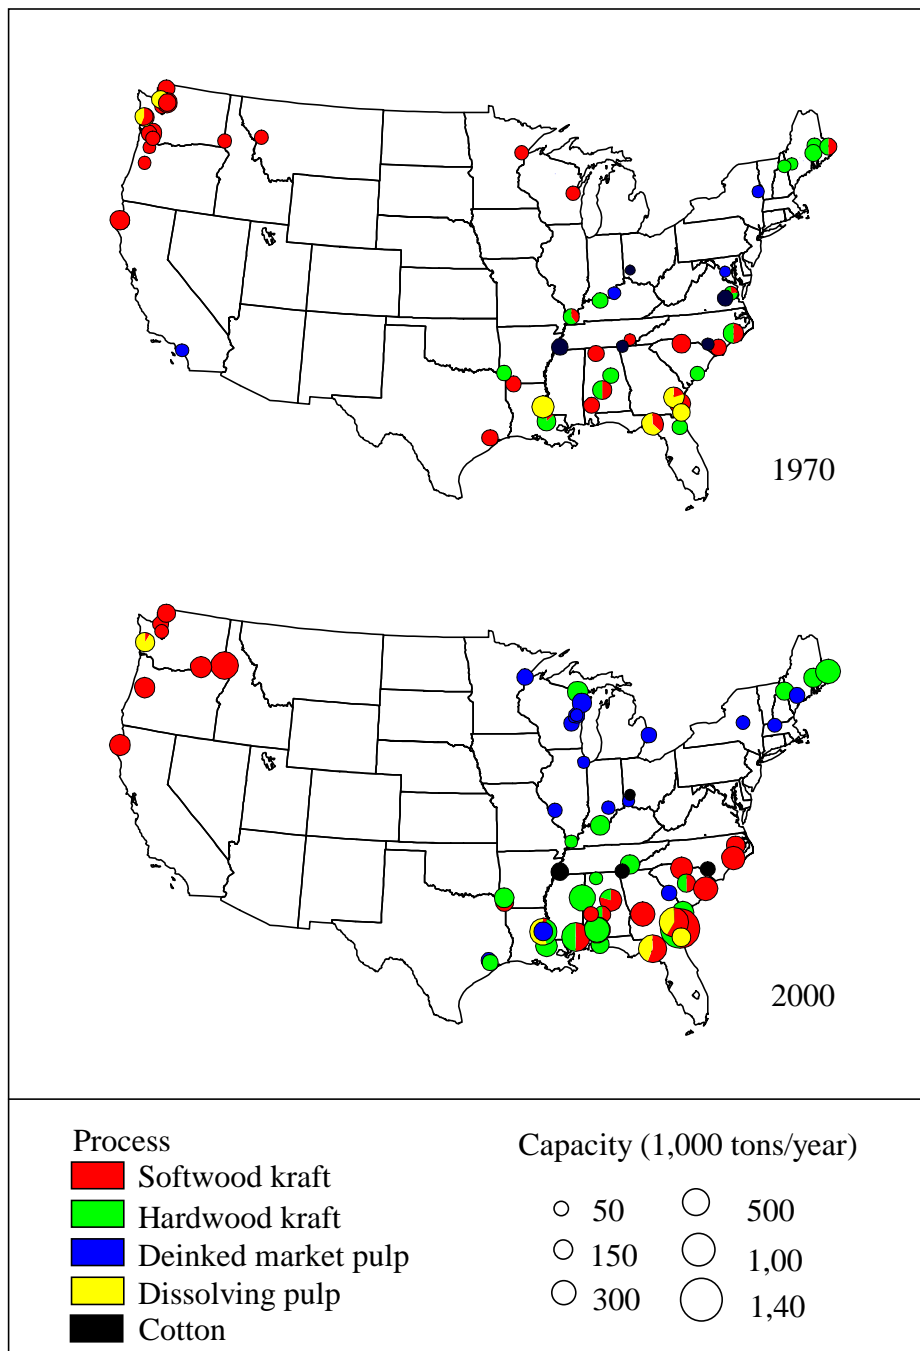 1970
2000
Process
Softwood kraft
Hardwood kraft
Deinked market pulp
Dissolving pulp
Cotton
Capacity (1,000 tons/year)
50
150
300
500
1,00
1,40